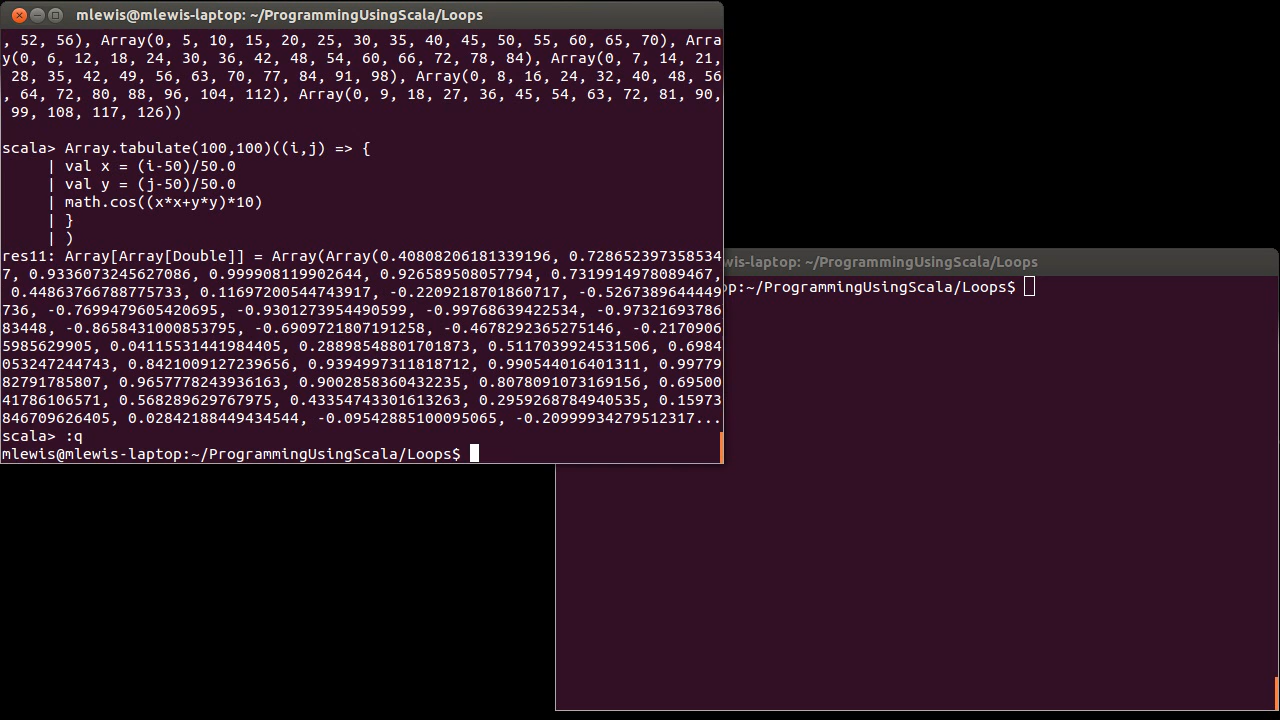 mlewis@mlewis-laptop: ~/ProgrammingUsingScala/Loops
, 52, 56), Array(0, 5, 10, 15, 20, 25, 30, 35, 40, 45, 50, 55, 60, 65, 70), Arra
y(0, 6, 12, 18, 24, 30, 36, 42, 48, 54, 60, 66, 72, 78, 84), Array(0, 7, 14, 21,
 28, 35, 42, 49, 56, 63, 70, 77, 84, 91, 98), Array(0, 8, 16, 24, 32, 40, 48, 56
, 64, 72, 80, 88, 96, 104, 112), Array(0, 9, 18, 27, 36, 45, 54, 63, 72, 81, 90,
 99, 108, 117, 126))
scala> Array.tabulate(100,100)((i,j) => {
     | val x = (i-50)/50.0
     | val y = (j-50)/50.0
     | math.cos((x*x+y*y)*10)
     | }
     | )
res11: Array[Array[Double]] = Array(Array(0.40808206181339196, 0.728652397358534
7, 0.9336073245627086, 0.999908119902644, 0.926589508057794, 0.7319914978089467,
 0.44863766788775733, 0.11697200544743917, -0.2209218701860717, -0.5267389644449
736, -0.7699479605420695, -0.9301273954490599, -0.99768639422534, -0.97321693786
83448, -0.8658431000853795, -0.6909721807191258, -0.4678292365275146, -0.2170906
5985629905, 0.04115531441984405, 0.28898548801701873, 0.5117039924531506, 0.6984
053247244743, 0.8421009127239656, 0.9394997311818712, 0.990544016401311, 0.99779
82791785807, 0.9657778243936163, 0.9002858360432235, 0.8078091073169156, 0.69500
41786106571, 0.568289629767975, 0.43354743301613263, 0.2959268784940535, 0.15973
846709626405, 0.02842188449434544, -0.09542885100095065, -0.20999934279512317...
scala> :q
mlewis@mlewis-laptop:~/ProgrammingUsingScala/Loops$
wis-laptop: ~/ProgrammingUsingScala/Loops
op:~/ProgrammingUsingScala/Loops$